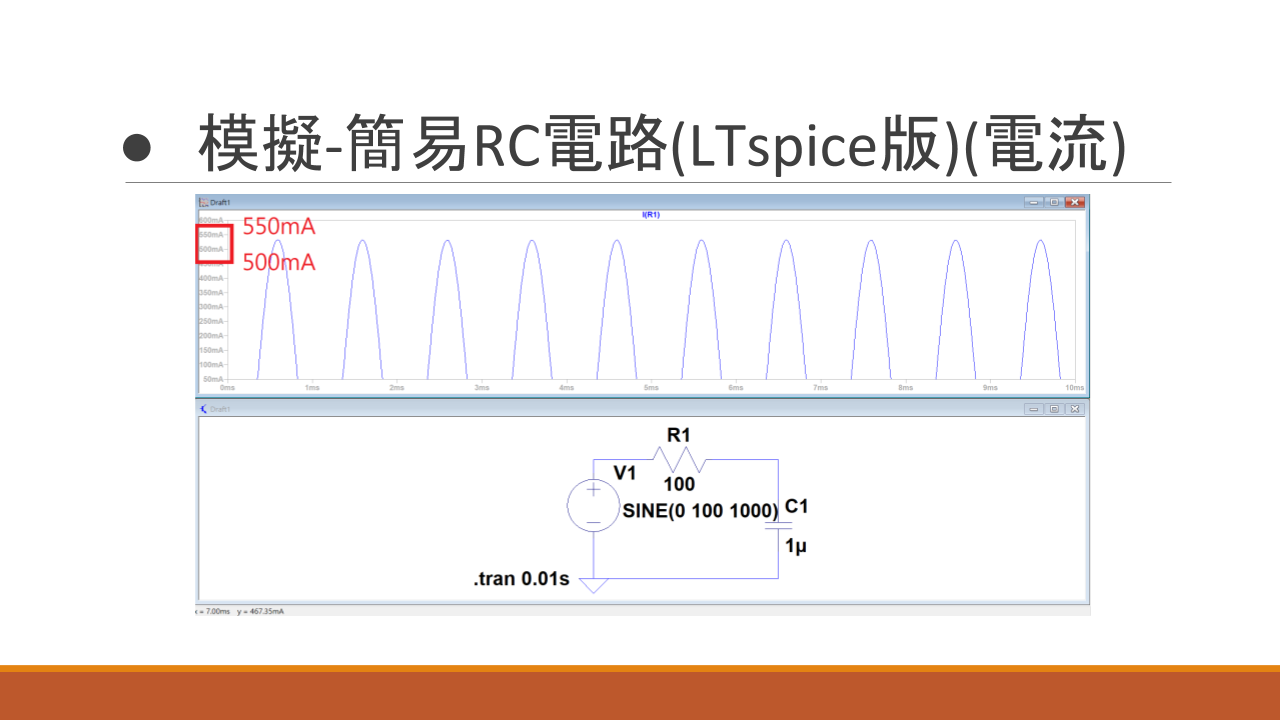 ● 模擬-簡易RC電路(LTspice版)(電流)
Draft1
I(R1)
600mA
550mA
550mA
500mA
500mA
400mA
350mA
300mA
250mA
200mA
150mA
100mA
50mA
0ms 1ms 2ms 3ms 4ms 5ms 6ms 7ms 8ms 9ms 10ms
Draft1
R1
V1
100
SINE(0 100 1000)
C1
1µ
.tran 0.01s
x = 7.00ms y = 467.35mA